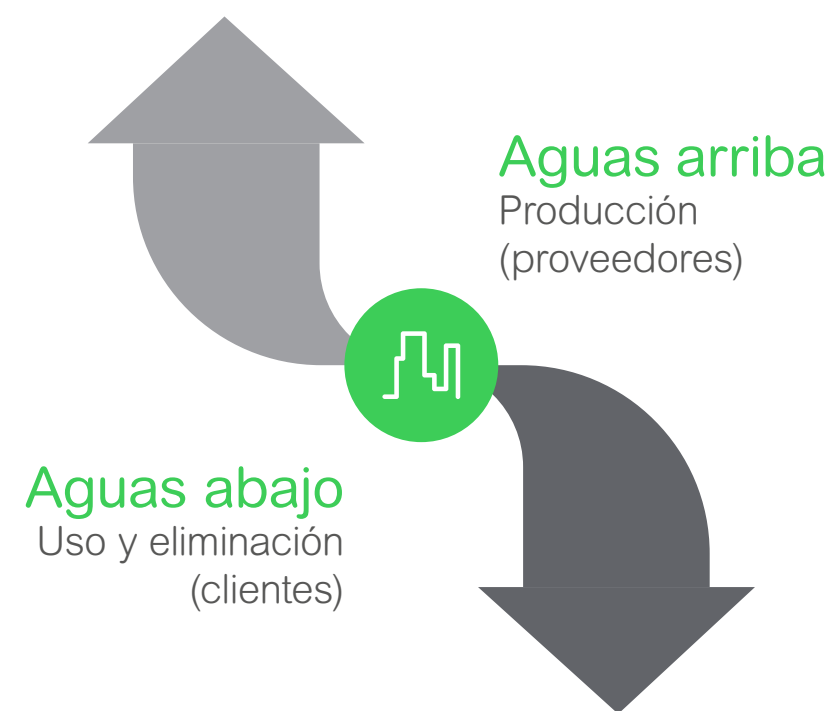 Aguas arriba
Producción
(proveedores)
Aguas abajo
Uso y eliminación
(clientes)